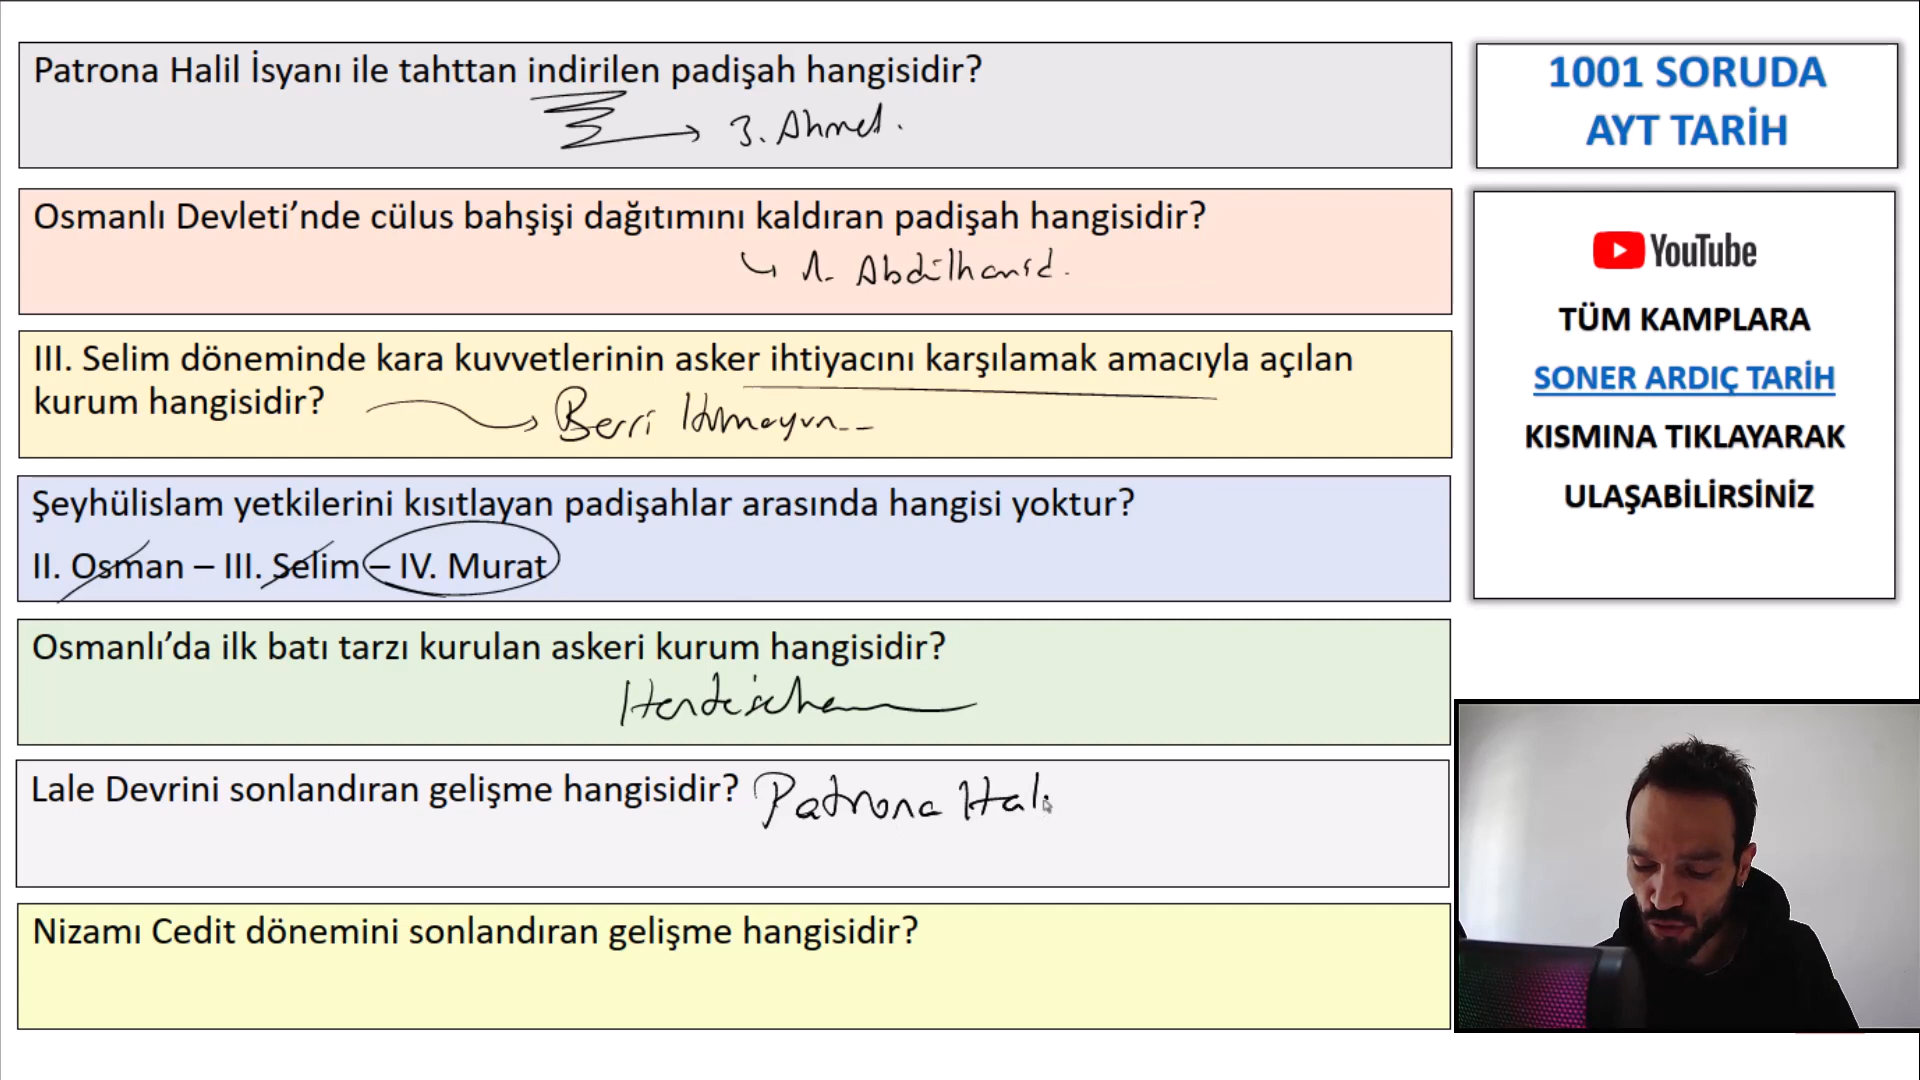 Patrona Halil İsyanı ile tahttan indirilen padişah hangisidir?
3. Ahmed.
Osmanlı Devleti’nde cülus bahşişi dağıtımını kaldıran padişah hangisidir?
1. Abdülhamid.
III. Selim döneminde kara kuvvetlerinin asker ihtiyacını karşılamak amacıyla açılan
kurum hangisidir?
Berri Hümayun--
Şeyhülislam yetkilerini kısıtlayan padişahlar arasında hangisi yoktur?
II. Osman – III. Selim – IV. Murat
Osmanlı’da ilk batı tarzı kurulan askeri kurum hangisidir?
Lale Devrini sonlandıran gelişme hangisidir? Patrona Hali
Nizamı Cedit dönemini sonlandıran gelişme hangisidir?
1001 SORUDA
AYT TARİH
YouTube
TÜM KAMPLARA
SONER ARDIÇ TARİH
KISMINA TIKLAYARAK
ULAŞABİLİRSİNİZ